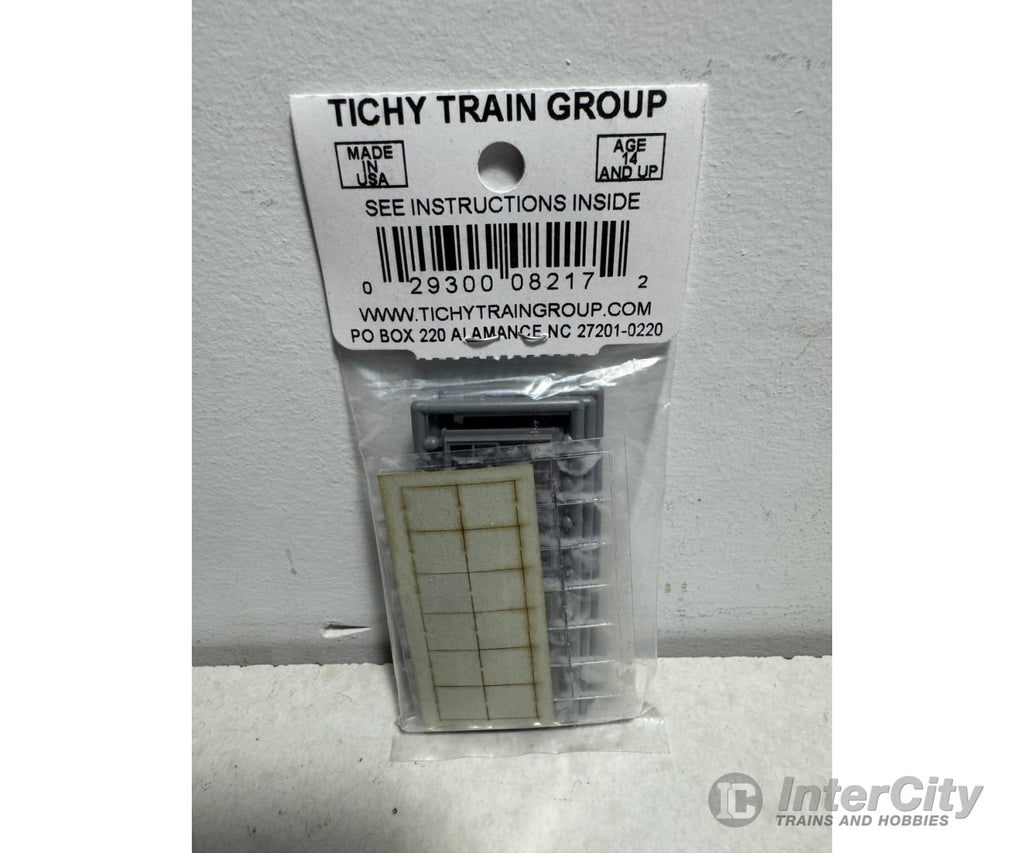 TICHY TRAIN GROUP
MADE
IN
USA
AGE
14
AND UP
SEE INSTRUCTIONS INSIDE
0 29300 08217 2
WWW.TICHYTRAINGROUP.COM
PO BOX 220 ALAMANCE NC 27201-0220
InterCity
TRAINS AND HOBBIES